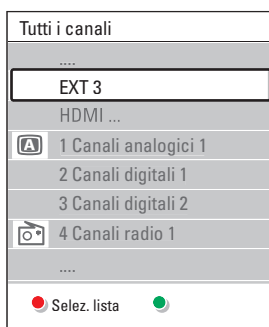 Tutti i canali
....
EXT 3
HDMI ...
A 1 Canali analogici 1
2 Canali digitali 1
3 Canali digitali 2
4 Canali radio 1
....
Selez. lista